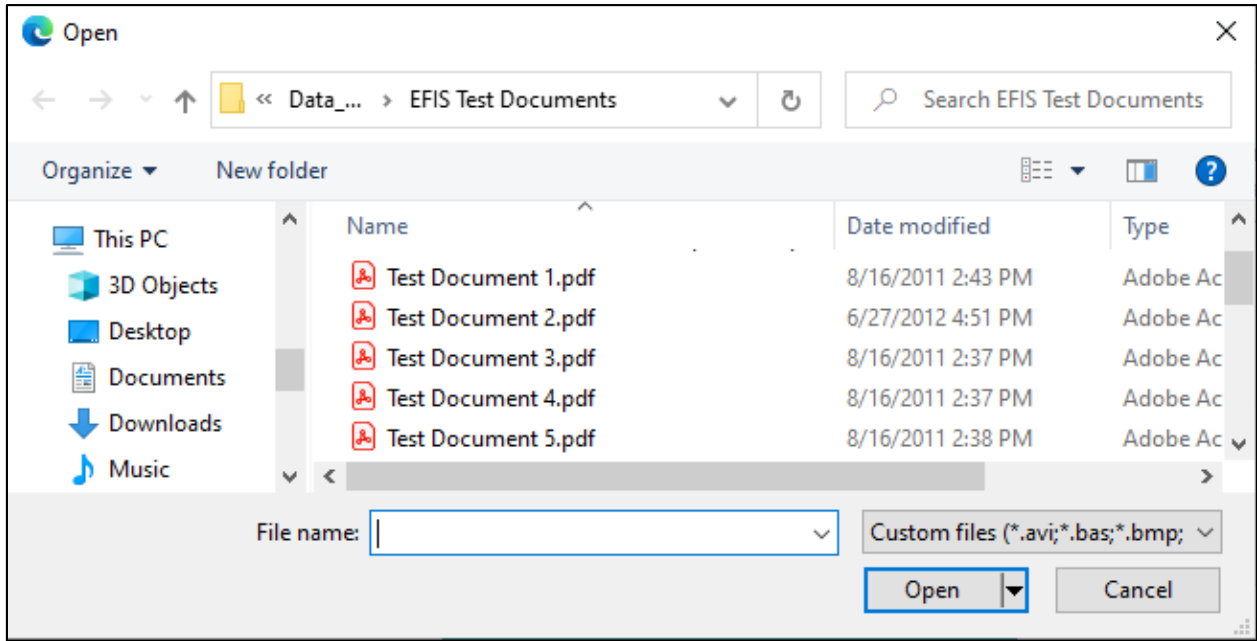 Open
« Data_... > EFIS Test Documents
Search EFIS Test Documents
Organize
New folder
?
Name
Date modified
Type
This PC
3D Objects
Desktop
Documents
Downloads
Music
Test Document 1.pdf 8/16/2011 2:43 PM Adobe Ac
Test Document 2.pdf 6/27/2012 4:51 PM Adobe Ac
Test Document 3.pdf 8/16/2011 2:37 PM Adobe Ac
Test Document 4.pdf 8/16/2011 2:37 PM Adobe Ac
Test Document 5.pdf 8/16/2011 2:38 PM Adobe Ac
File name:
Custom files (*.avi;*.bas;*.bmp;
Open
Cancel